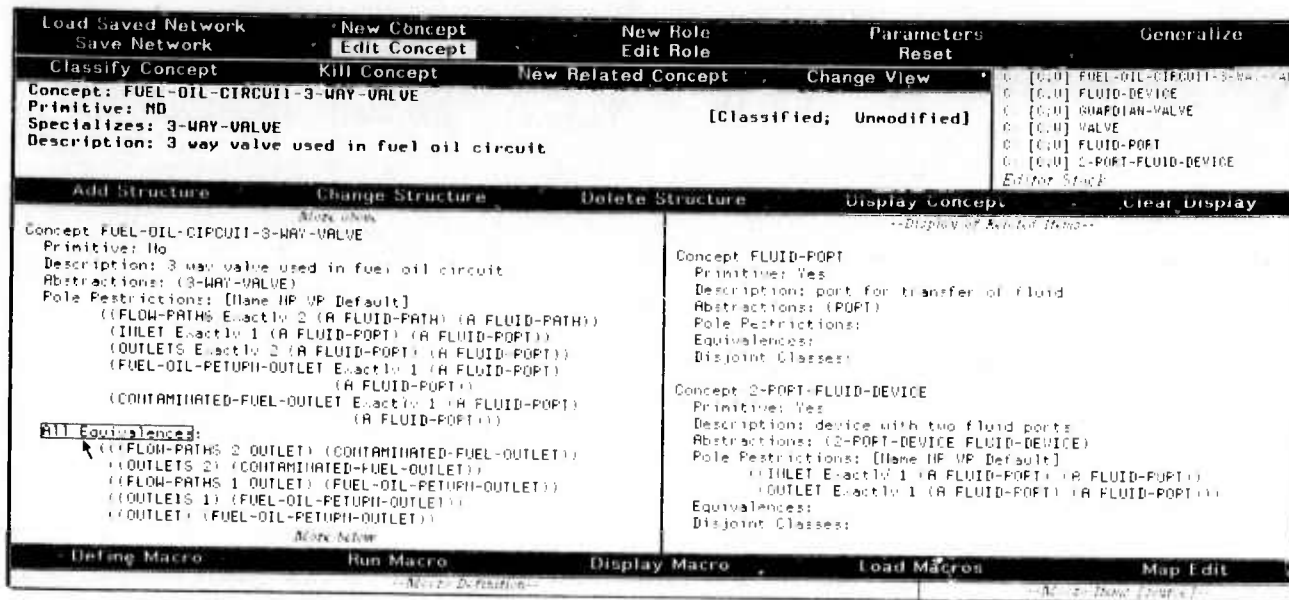 Load Saved Network New Concept New Role Parameters Generalize
Save Network Edit Concept Edit Role Reset
Classify Concept Kill Concept New Related Concept Change View
Concept: FUEL-OIL-CIRCUIT-3-WAY-VALVE
Primitive: NO
Specializes: 3-WAY-VALVE
[Classified; Unmodified]
Description: 3 way valve used in fuel oil circuit
C [C,U] FUEL-OIL-CIRCUIT-3-WAY-
C [C,U] FLUID-DEVICE
C [C,U] GUARDIAN-VALVE
C [C,U] VALVE
C [C,U] FLUID-PORT
C [C,U] 2-PORT-FLUID-DEVICE
Editor Stack
Add Structure Change Structure Delete Structure Display Concept Clear Display
More above
Concept FUEL-OIL-CIRCUIT-3-WAY-VALVE
Primitive: No
Description: 3 way valve used in fuel oil circuit
Abstractions: (3-WAY-VALVE)
Role Restrictions: [Name NR VR Default]
((FLOW-PATHS Exactly 2 (A FLUID-PATH) (A FLUID-PATH))
(INLET Exactly 1 (A FLUID-PORT) (A FLUID-PORT))
(OUTLETS Exactly 2 (A FLUID-PORT) (A FLUID-PORT))
(FUEL-OIL-RETURN-OUTLET Exactly 1 (A FLUID-PORT)
(A FLUID-PORT))
(CONTAMINATED-FUEL-OUTLET Exactly 1 (A FLUID-PORT)
(A FLUID-PORT)))
All Equivalences:
(((FLOW-PATHS 2 OUTLET) (CONTAMINATED-FUEL-OUTLET))
((OUTLETS 2) (CONTAMINATED-FUEL-OUTLET))
((FLOW-PATHS 1 OUTLET) (FUEL-OIL-RETURN-OUTLET))
((OUTLETS 1) (FUEL-OIL-RETURN-OUTLET))
((OUTLET) (FUEL-OIL-RETURN-OUTLET))
More below
--Display of Related Items--
Concept FLUID-PORT
Primitive: Yes
Description: port for transfer of fluid
Abstractions: (PORT)
Role Restrictions:
Equivalences:
Disjoint Classes:
Concept 2-PORT-FLUID-DEVICE
Primitive: Yes
Description: device with two fluid ports
Abstractions: (2-PORT-DEVICE FLUID-DEVICE)
Role Restrictions: [Name NR VR Default]
((INLET Exactly 1 (A FLUID-PORT) (A FLUID-PORT))
(OUTLET Exactly 1 (A FLUID-PORT) (A FLUID-PORT)))
Equivalences:
Disjoint Classes:
Define Macro Run Macro Display Macro Load Macros Map Edit
--Macro Definition--